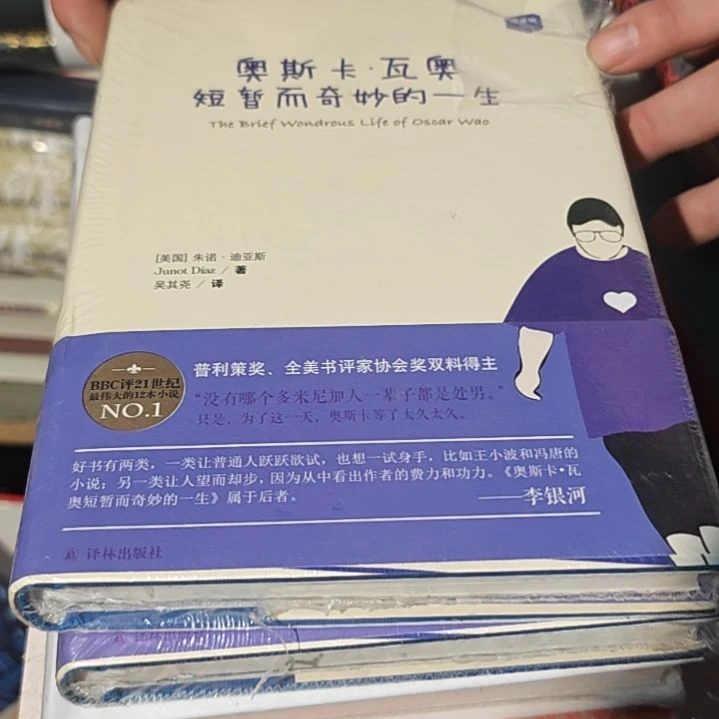 奥斯卡·瓦奥
短暂而奇妙的一生
The Brief Wondrous Life of Oscar Wao
[美国] 朱诺·迪亚斯
Junot Díaz / 著
吴其尧 / 译
普利策奖、全美书评家协会奖双料得主
BBC评21世纪
最伟大的12本小说
NO.1
“没有哪个多米尼加人一辈子都是处男。”
只是，为了这一天，奥斯卡等了太久太久。
好书有两类，一类让普通人跃跃欲试，也想一试身手，比如王小波和冯唐的
小说；另一类让人望而却步，因为从中看出作者的费力和功力。《奥斯卡·瓦
奥短暂而奇妙的一生》属于后者。
——李银河
译林出版社